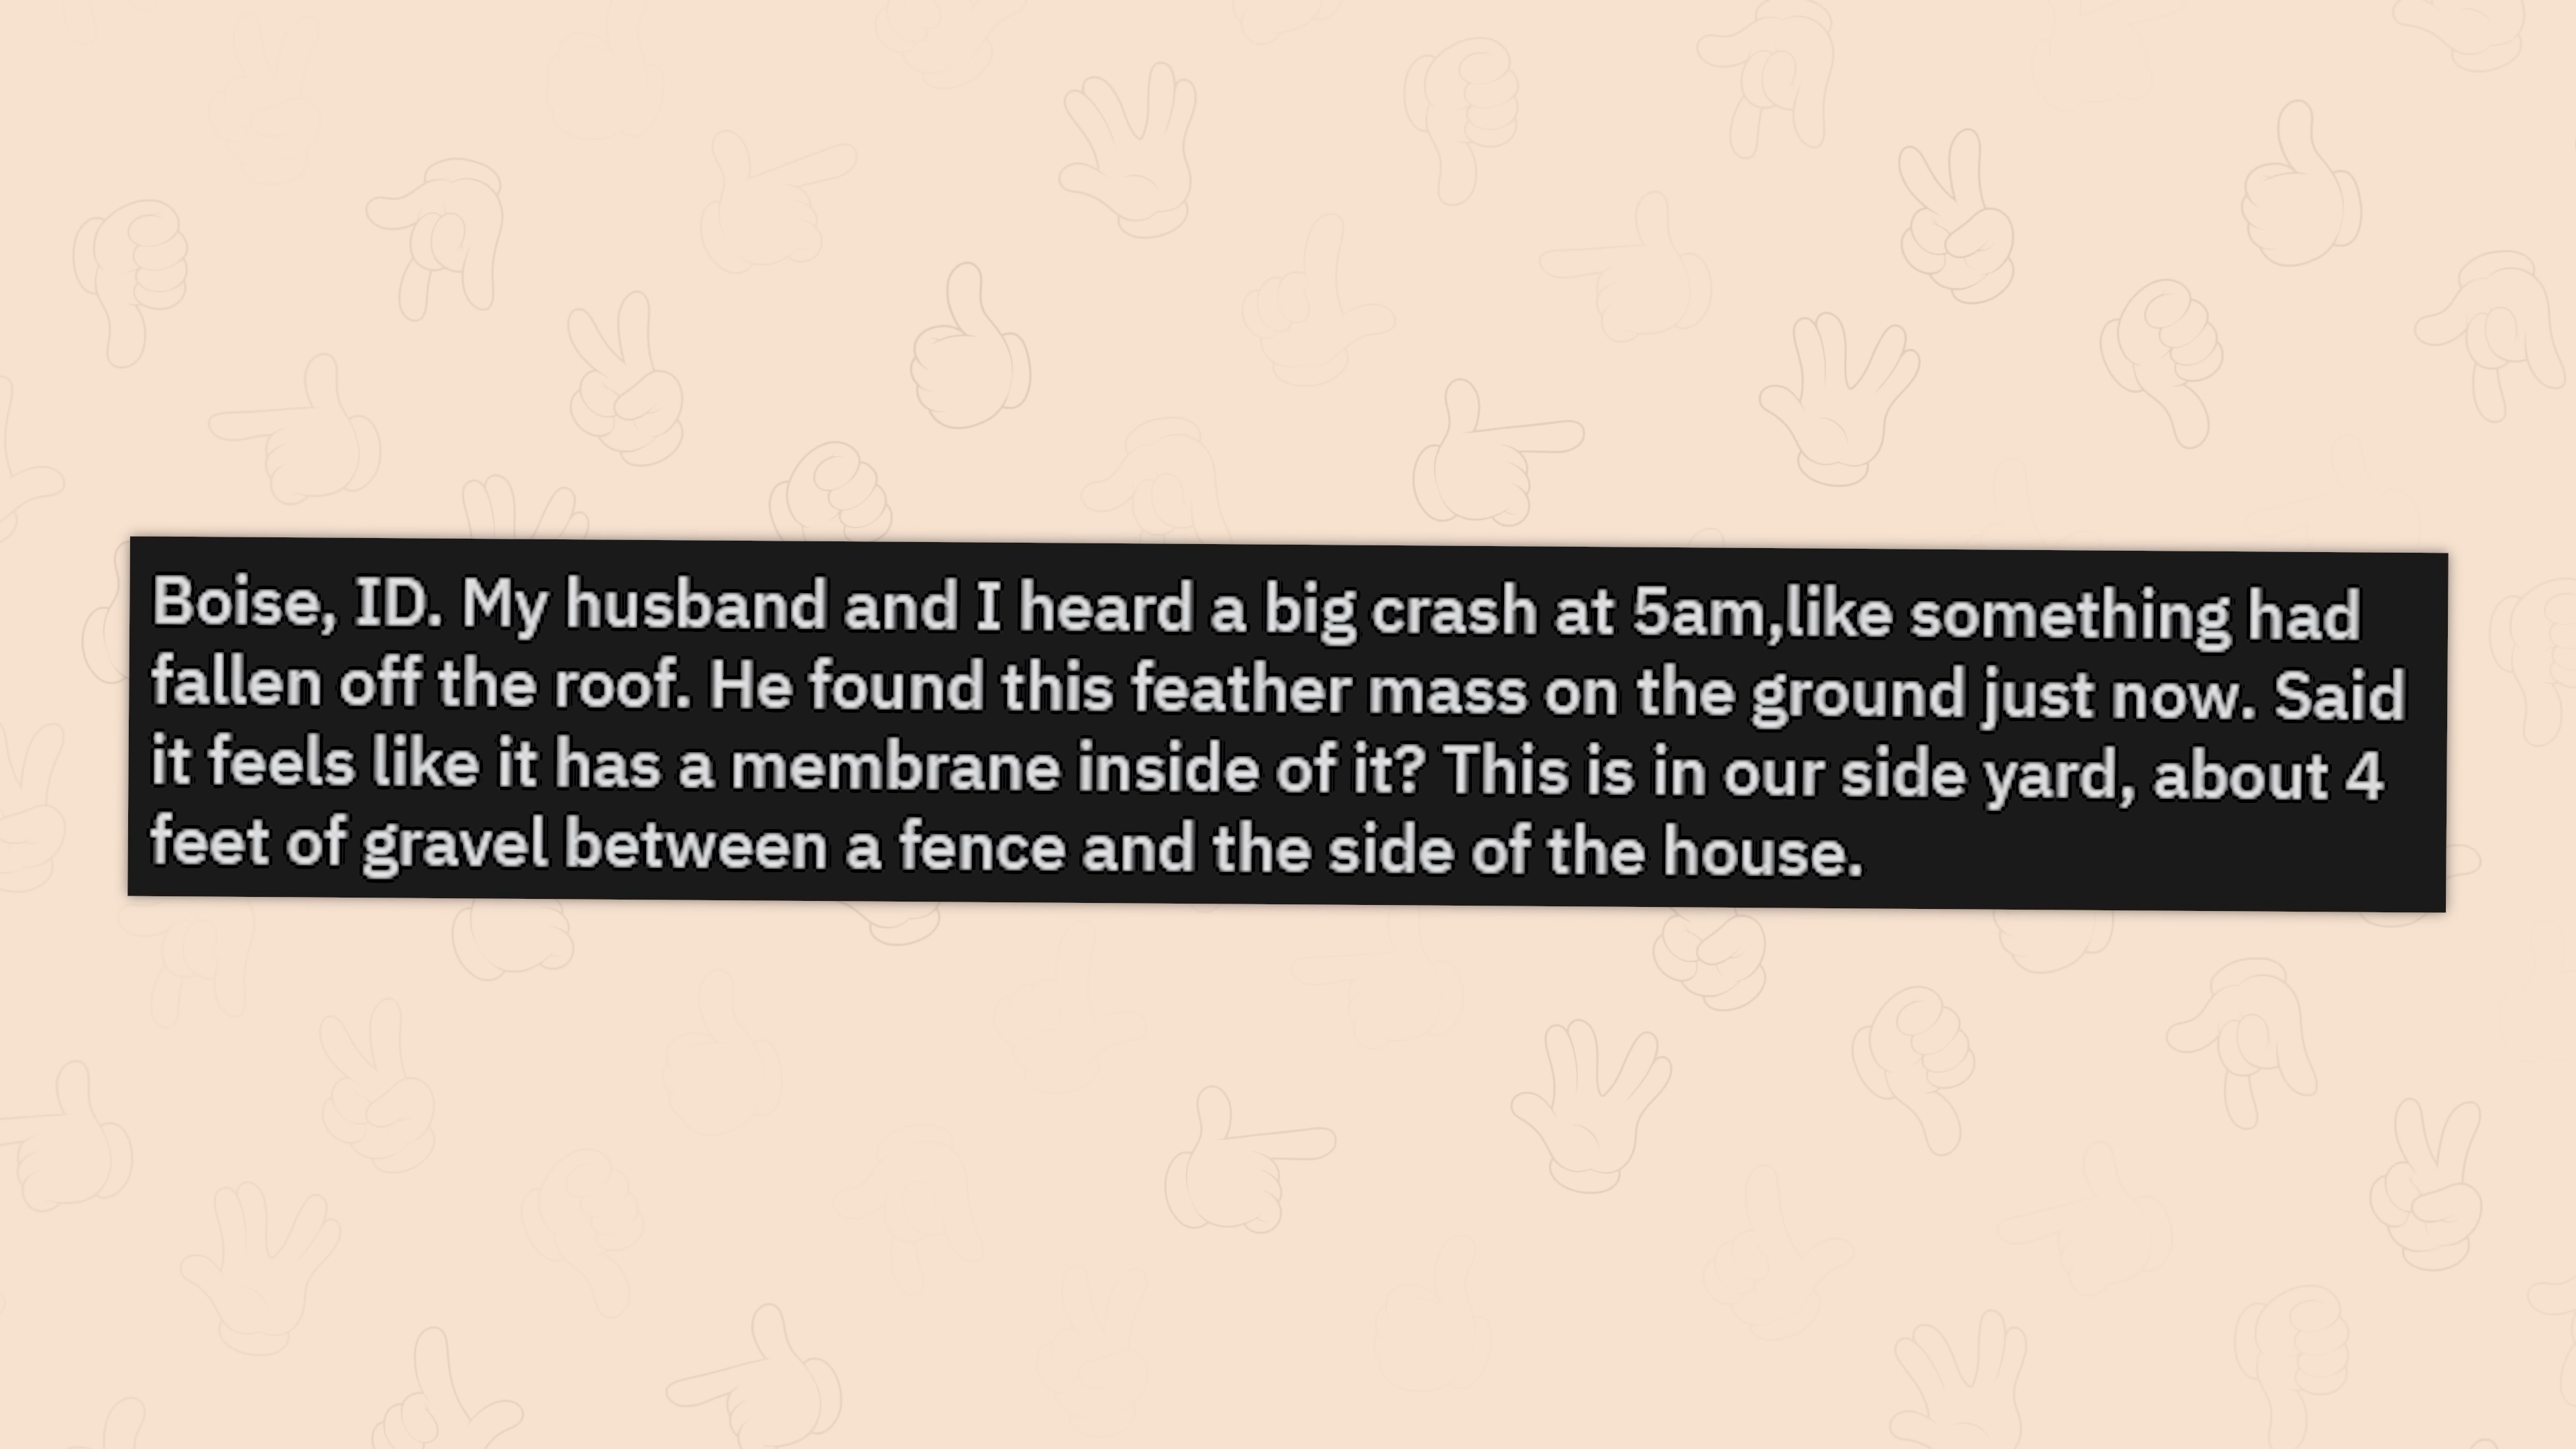 Boise, ID. My husband and I heard a big crash at 5am,like something had
fallen off the roof. He found this feather mass on the ground just now. Said
it feels like it has a membrane inside of it? This is in our side yard, about 4
feet of gravel between a fence and the side of the house.